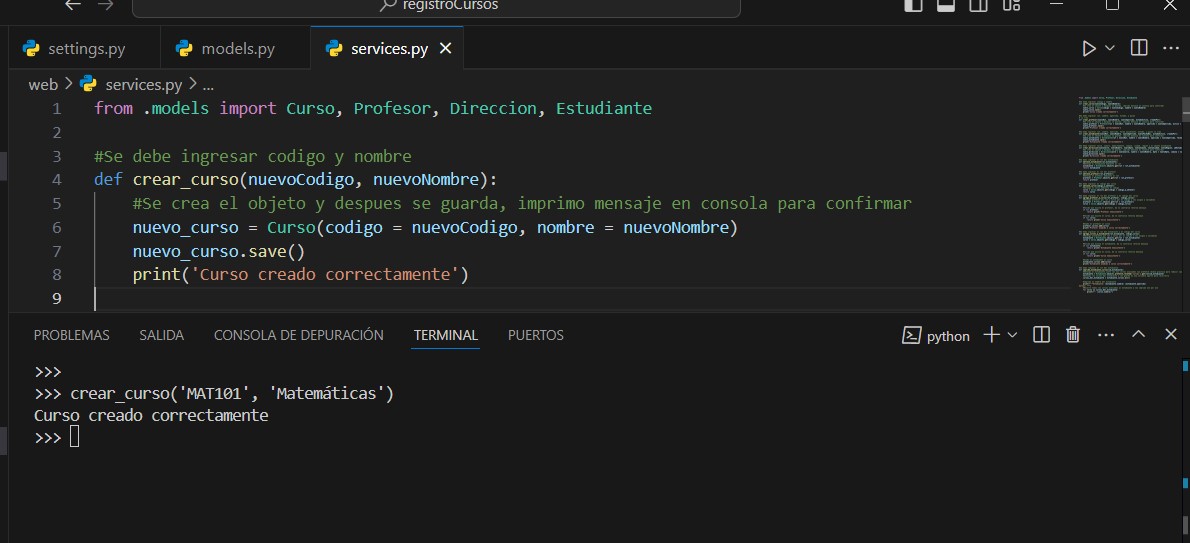 registroCursos
settings.py models.py services.py
web > services.py > ...
1 from .models import Curso, Profesor, Direccion, Estudiante
2
3 #Se debe ingresar codigo y nombre
4 def crear_curso(nuevoCodigo, nuevoNombre):
5 #Se crea el objeto y despues se guarda, imprimo mensaje en consola para confirmar
6 nuevo_curso = Curso(codigo = nuevoCodigo, nombre = nuevoNombre)
7 nuevo_curso.save()
8 print('Curso creado correctamente')
9
PROBLEMAS SALIDA CONSOLA DE DEPURACIÓN TERMINAL PUERTOS python
>>>
>>> crear_curso('MAT101', 'Matemáticas')
Curso creado correctamente
>>>